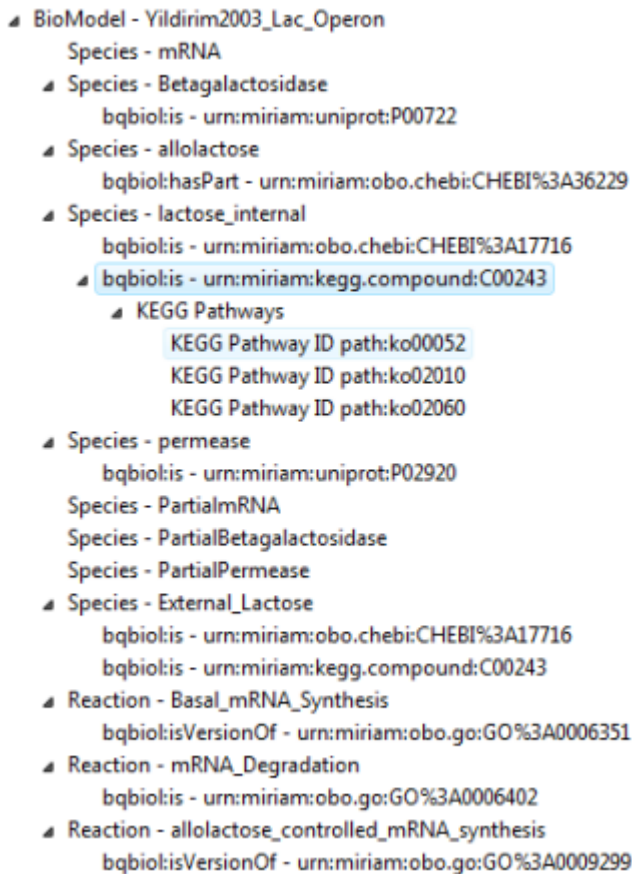 BioModel - Yildirim2003_Lac_Operon
Species - mRNA
Species - Betagalactosidase
bqbiol:is - urn:miriam:uniprot:P00722
Species - allolactose
bqbiol:hasPart - urn:miriam:obo.chebi:CHEBI%3A36229
Species - lactose_internal
bqbiol:is - urn:miriam:obo.chebi:CHEBI%3A17716
bqbiol:is - urn:miriam:kegg.compound:C00243
KEGG Pathways
KEGG Pathway ID path:ko00052
KEGG Pathway ID path:ko02010
KEGG Pathway ID path:ko02060
Species - permease
bqbiol:is - urn:miriam:uniprot:P02920
Species - PartialmRNA
Species - PartialBetagalactosidase
Species - PartialPermease
Species - External_Lactose
bqbiol:is - urn:miriam:obo.chebi:CHEBI%3A17716
bqbiol:is - urn:miriam:kegg.compound:C00243
Reaction - Basal_mRNA_Synthesis
bqbiol:isVersionOf - urn:miriam:obo.go:GO%3A0006351
Reaction - mRNA_Degradation
bqbiol:is - urn:miriam:obo.go:GO%3A0006402
Reaction - allolactose_controlled_mRNA_synthesis
bqbiol:isVersionOf - urn:miriam:obo.go:GO%3A0009299